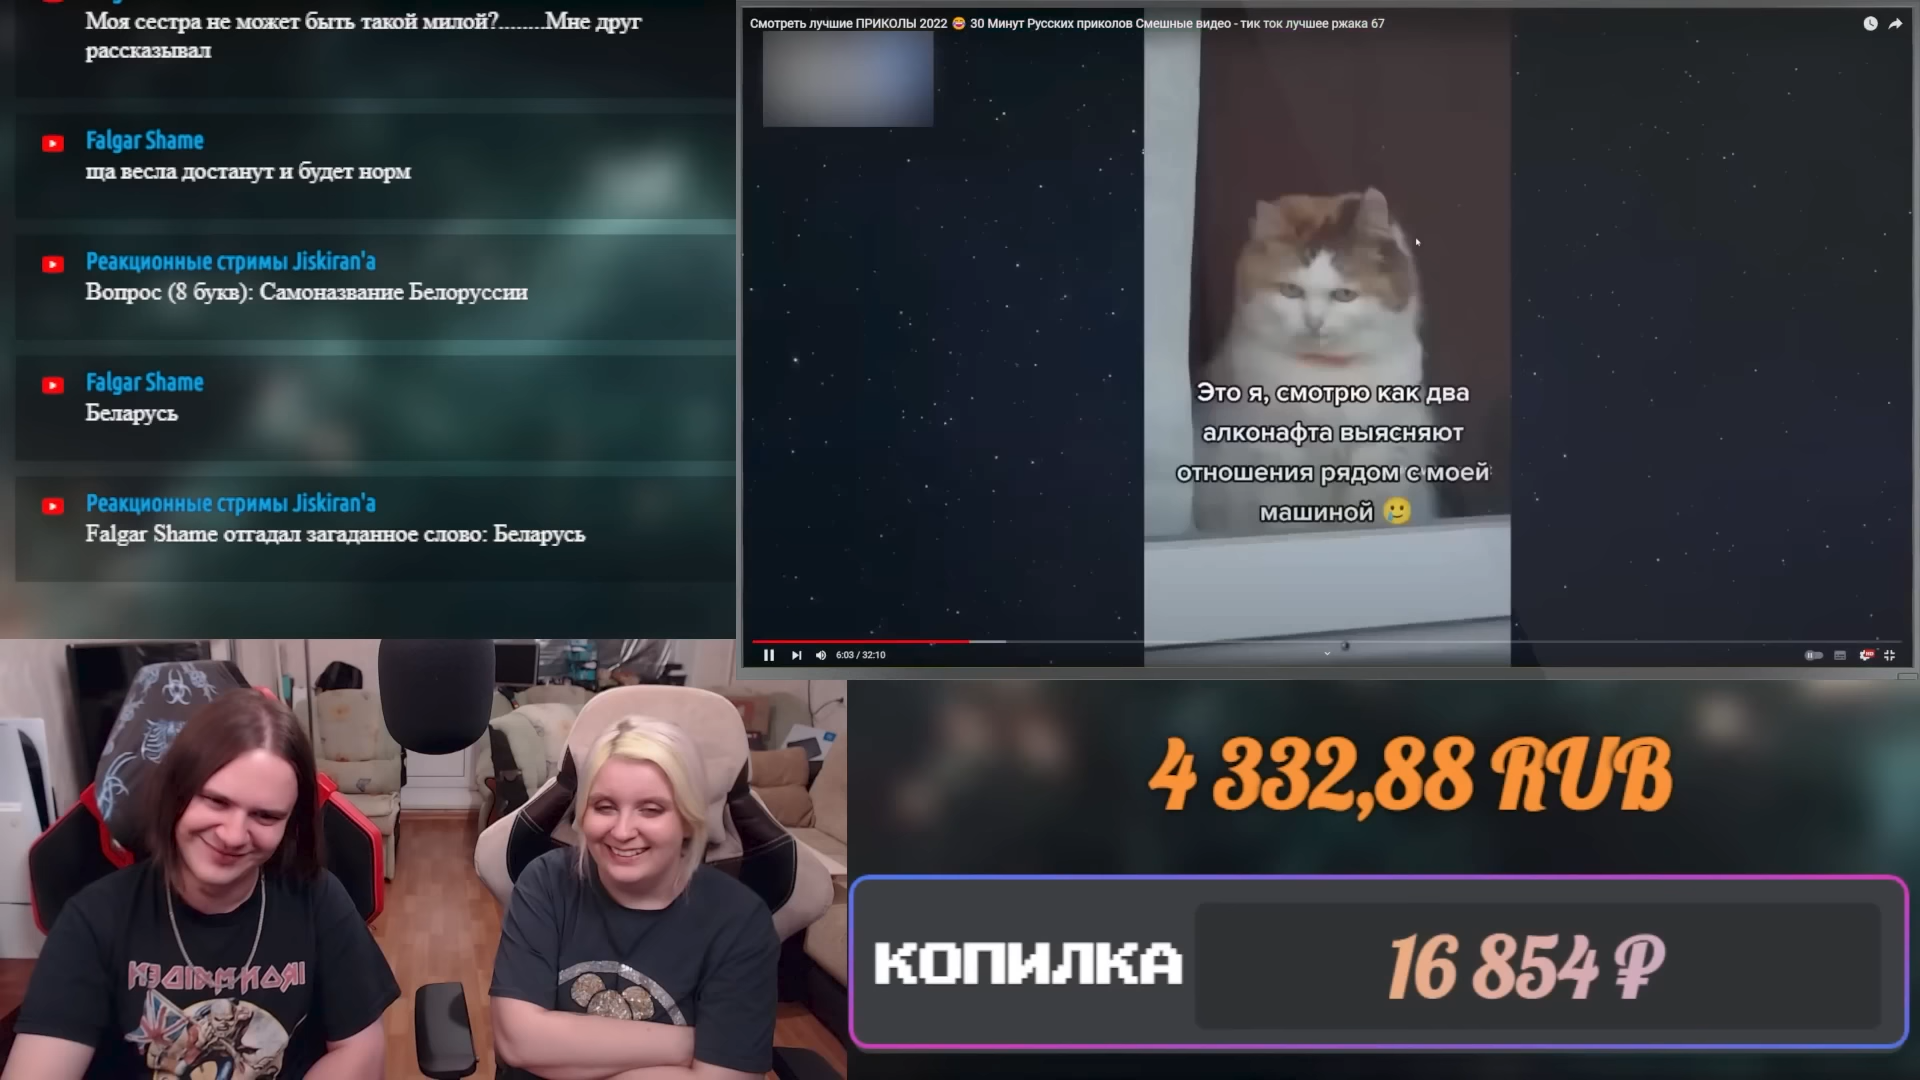 Моя сестра не может быть такой милой?........Мне друг
рассказывал
Falgar Shame
ща весла достанут и будет норм
Реакционные стримы Jiskiran'a
Вопрос (8 букв): Самоназвание Белоруссии
Falgar Shame
Беларусь
Реакционные стримы Jiskiran'a
Falgar Shame отгадал загаданное слово: Беларусь
Смотреть лучшие ПРИКОЛЫ 2022 😁 30 Минут Русских приколов Смешные видео - тик ток лучшее ржака 67
Это я, смотрю как два
алконафта выясняют
отношения рядом с моей
машиной 🥲
6:03 / 32:10
4 332,88 RUB
КОПИЛКА
16 854 ₽
IRON MAIDEN